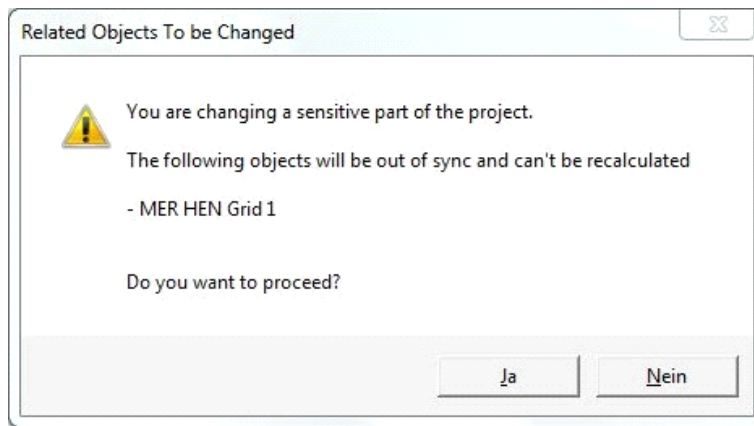 Related Objects To be Changed
You are changing a sensitive part of the project.
The following objects will be out of sync and can't be recalculated
- MER HEN Grid 1
Do you want to proceed?
Ja
Nein